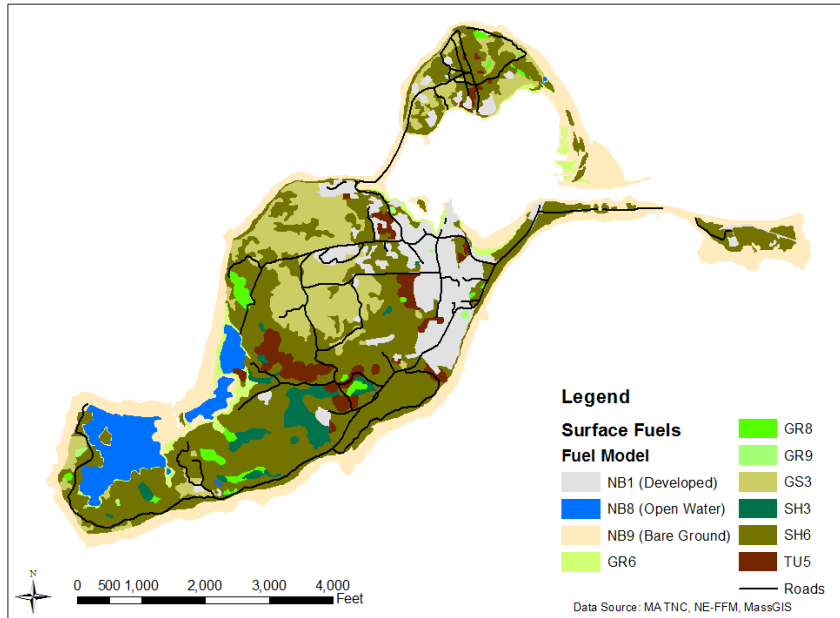 Legend
Surface Fuels
Fuel Model
NB1 (Developed)
NB8 (Open Water)
NB9 (Bare Ground)
GR6
GR8
GR9
GS3
SH3
SH6
TU5
Roads
N
0 500 1,000 2,000 3,000 4,000
Feet
Data Source: MA TNC, NE-FFM, MassGIS